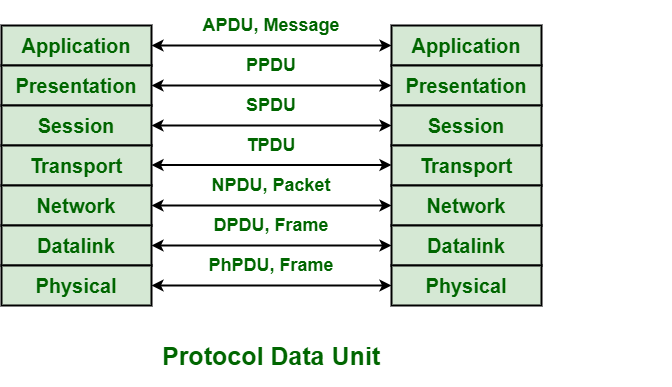 APDU, Message
Application Application
PPDU
Presentation Presentation
SPDU
Session Session
TPDU
Transport Transport
NPDU, Packet
Network Network
DPDU, Frame
Datalink Datalink
PhPDU, Frame
Physical Physical
Protocol Data Unit